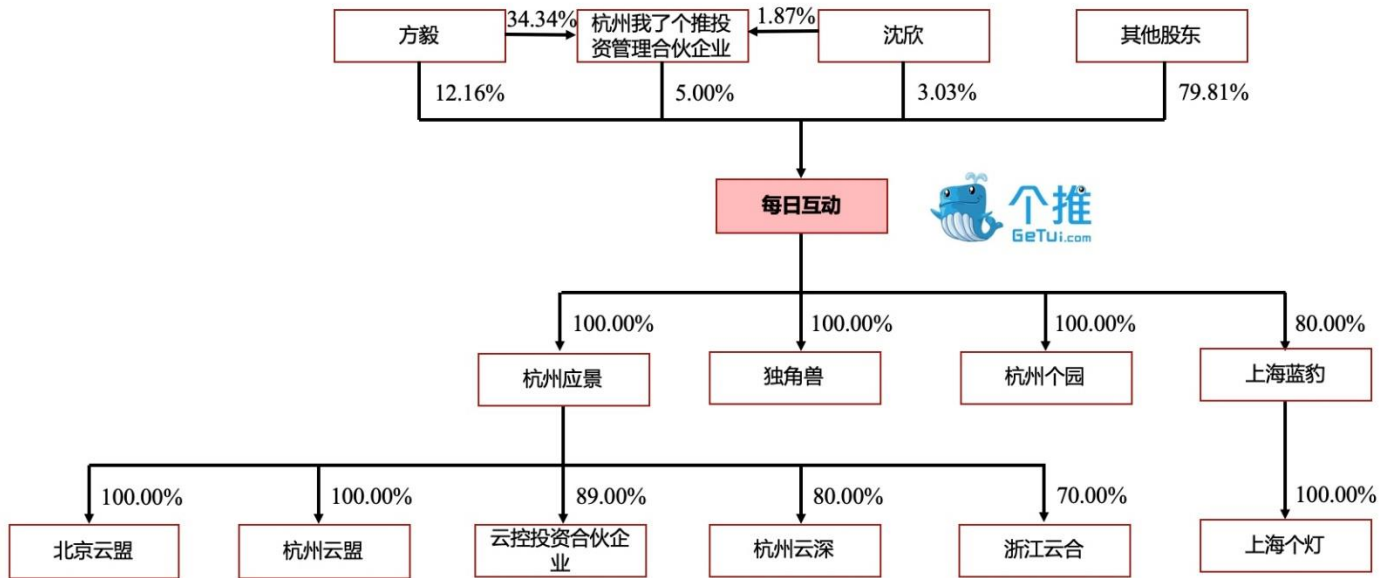 方毅
34.34%
杭州我了个推投
资管理合伙企业
1.87%
沈欣
其他股东
12.16%
5.00%
3.03%
79.81%
每日互动
个推
GeTui.com
100.00%
100.00%
100.00%
80.00%
杭州应景
独角兽
杭州个园
上海蓝豹
100.00%
100.00%
89.00%
80.00%
70.00%
100.00%
北京云盟
杭州云盟
云控投资合伙企
业
杭州云深
浙江云合
上海个灯